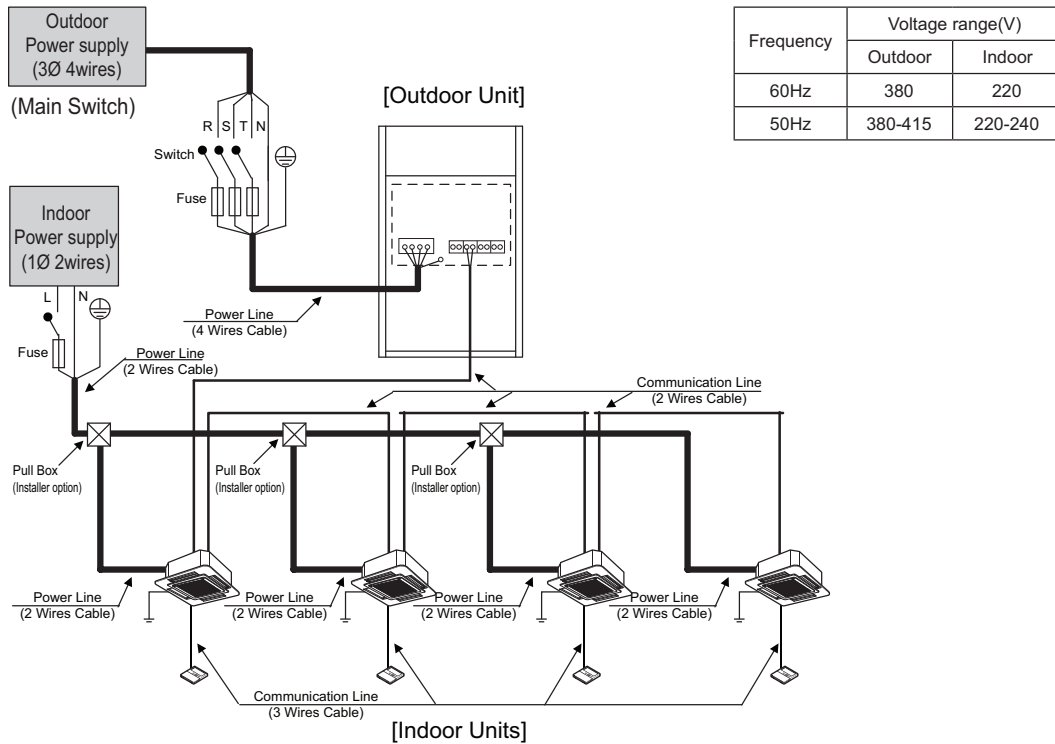 Outdoor
Power supply
(3Ø 4wires)
(Main Switch)
R S T N
Switch
Fuse
[Outdoor Unit]
Frequency
Voltage range(V)
Outdoor Indoor
60Hz 380 220
50Hz 380-415 220-240
Indoor
Power supply
(1Ø 2wires)
L N
Fuse
Power Line
(2 Wires Cable)
Power Line
(4 Wires Cable)
Communication Line
(2 Wires Cable)
Pull Box
(Installer option)
Pull Box
(Installer option)
Pull Box
(Installer option)
Power Line
(2 Wires Cable)
Power Line
(2 Wires Cable)
Power Line
(2 Wires Cable)
Power Line
(2 Wires Cable)
Communication Line
(3 Wires Cable)
[Indoor Units]